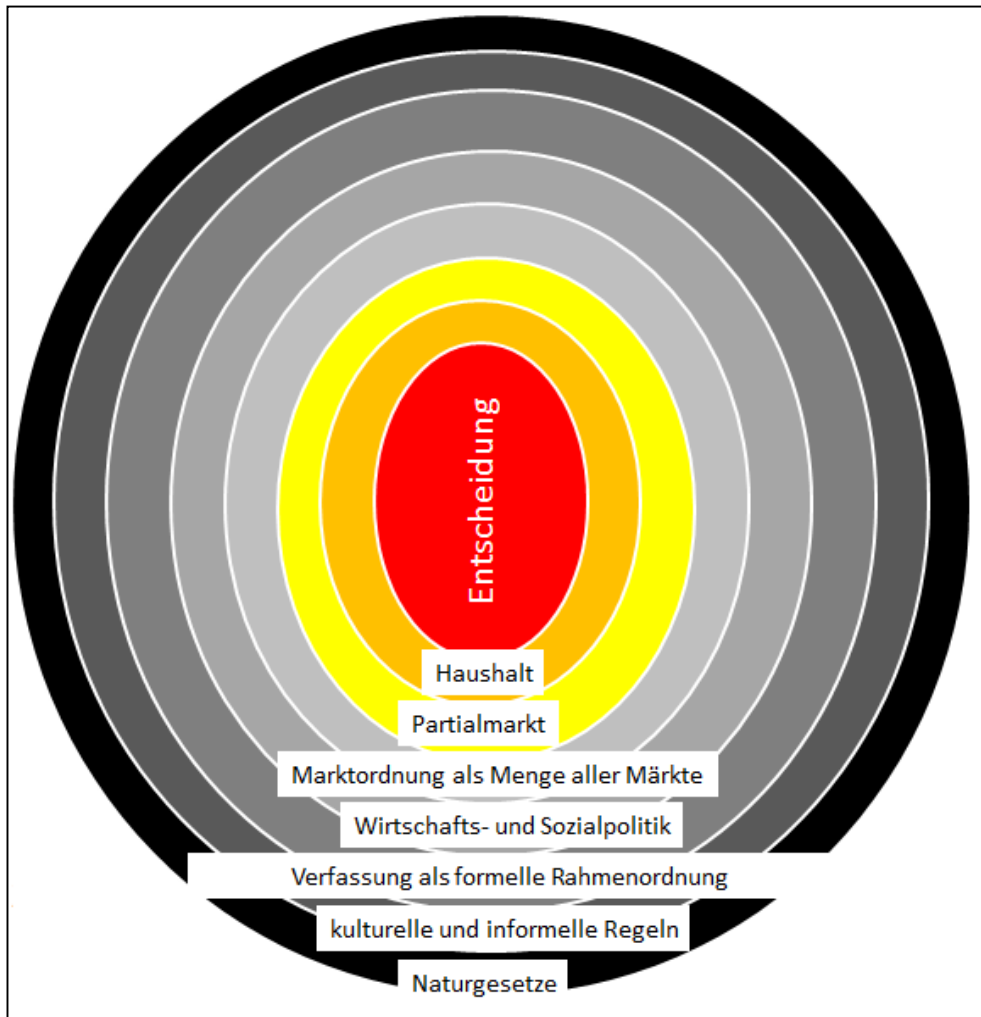 Entscheidung
Haushalt
Partialmarkt
Marktordnung als Menge aller Märkte
Wirtschafts- und Sozialpolitik
Verfassung als formelle Rahmenordnung
kulturelle und informelle Regeln
Naturgesetze